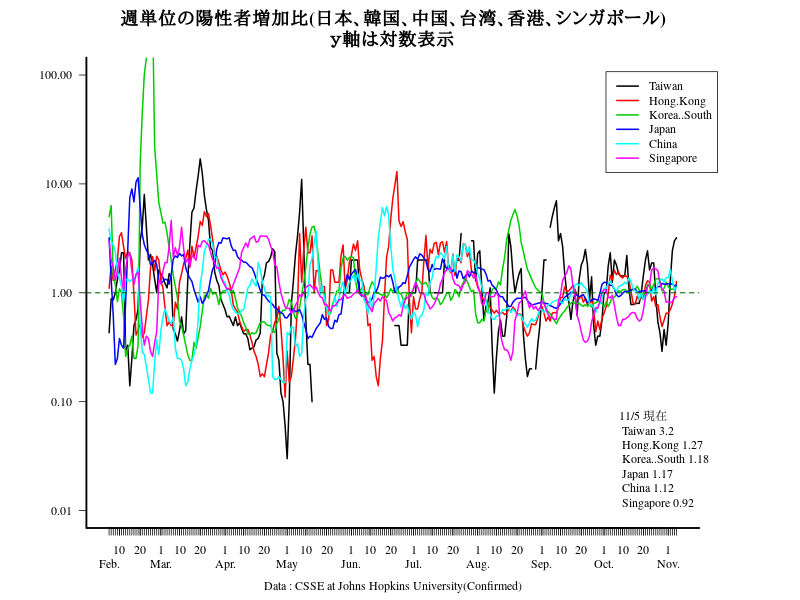 週単位の陽性者増加比(日本、韓国、中国、台湾、香港、シンガポール)
y軸は対数表示
100.00
10.00
1.00
0.10
0.01
Taiwan
Hong.Kong
Korea..South
Japan
China
Singapore
11/5 現在
Taiwan 3.2
Hong.Kong 1.27
Korea..South 1.18
Japan 1.17
China 1.12
Singapore 0.92
10 20 1 10 20 1 10 20 1 10 20 1 10 20 1 10 20 1 10 20 1 10 20 1 10 20 1
Feb. Mar. Apr. May Jun. Jul. Aug. Sep. Oct. Nov.
Data : CSSE at Johns Hopkins University(Confirmed)